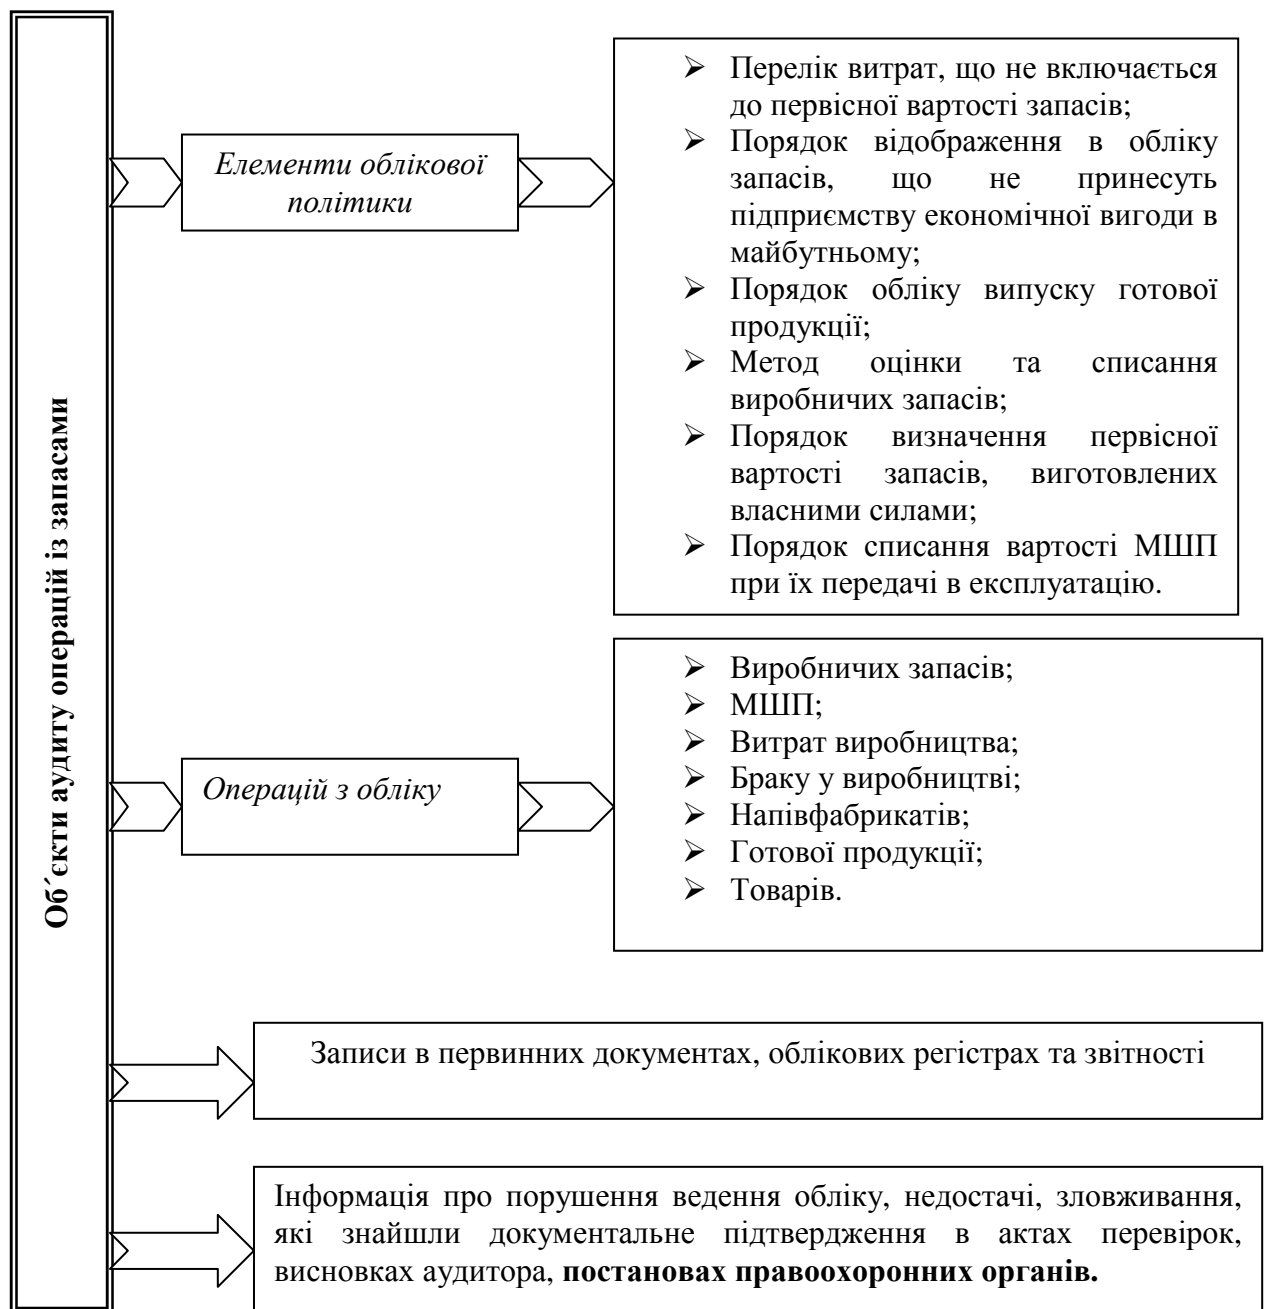 Об´єкти аудиту операцій із запасами
Елементи облікової
політики
➢ Перелік витрат, що не включається
до первісної вартості запасів;
➢ Порядок відображення в обліку
запасів, що не принесуть
підприємству економічної вигоди в
майбутньому;
➢ Порядок обліку випуску готової
продукції;
➢ Метод оцінки та списання
виробничих запасів;
➢ Порядок визначення первісної
вартості запасів, виготовлених
власними силами;
➢ Порядок списання вартості МШП
при їх передачі в експлуатацію.
Операцій з обліку
➢ Виробничих запасів;
➢ МШП;
➢ Витрат виробництва;
➢ Браку у виробництві;
➢ Напівфабрикатів;
➢ Готової продукції;
➢ Товарів.
Записи в первинних документах, облікових регістрах та звітності
Інформація про порушення ведення обліку, недостачі, зловживання,
які знайшли документальне підтвердження в актах перевірок,
висновках аудитора, постановах правоохоронних органів.